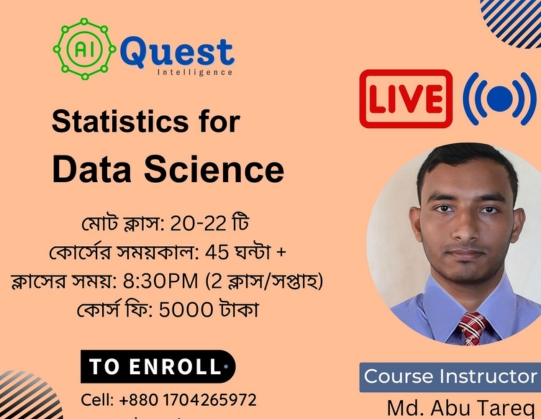 AI Quest
Intelligence
LIVE
Statistics for
Data Science
মোট ক্লাস: 20-22 টি
কোর্সের সময়কাল: 45 ঘন্টা +
ক্লাসের সময়: 8:30PM (2 ক্লাস/সপ্তাহ)
কোর্স ফি: 5000 টাকা
TO ENROLL
Cell: +880 1704265972
Course Instructor
Md. Abu Tareq